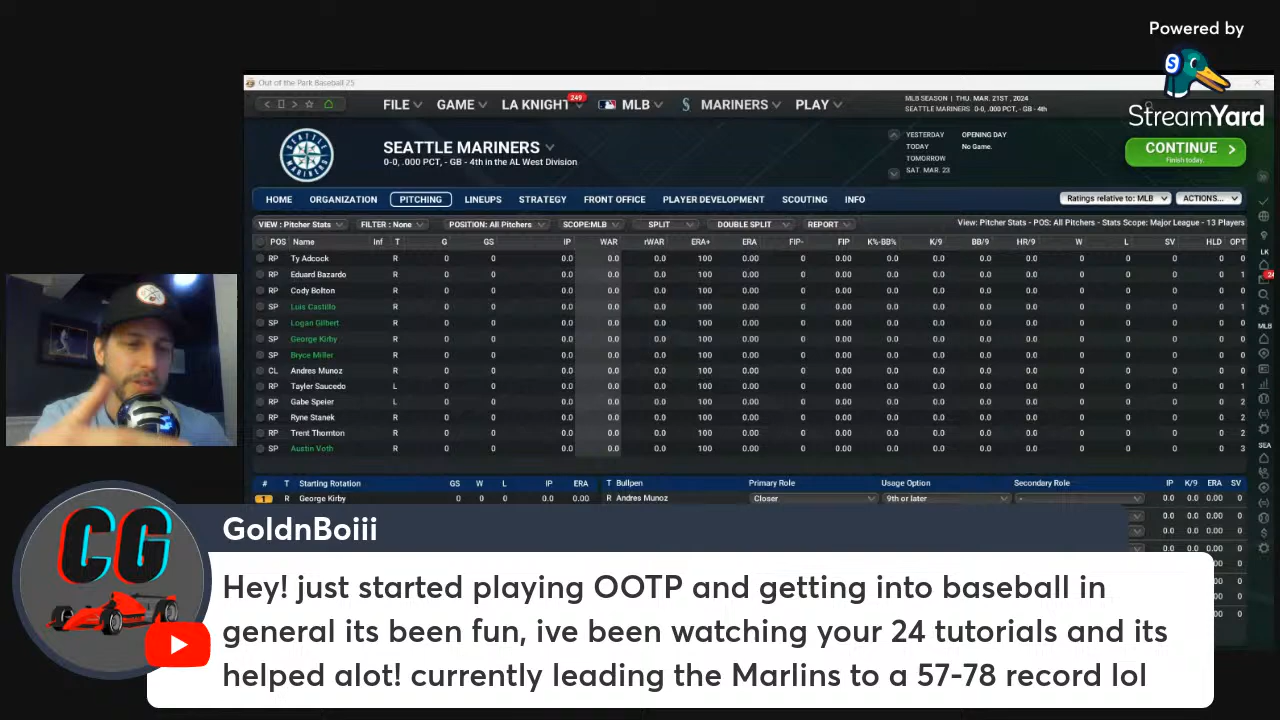 Powered by
StreamYard
Out of the Park Baseball 25
FILE GAME LA KNIGHT 249 MLB MARINERS PLAY
MLB SEASON | THU. MAR. 21ST, 2024
SEATTLE MARINERS 0-0, .000 PCT, - GB - 4th
SEATTLE MARINERS
0-0, .000 PCT, - GB - 4th in the AL West Division
YESTERDAY OPENING DAY
TODAY No Game.
TOMORROW
SAT. MAR. 23
CONTINUE
Finish today.
HOME ORGANIZATION PITCHING LINEUPS STRATEGY FRONT OFFICE PLAYER DEVELOPMENT SCOUTING INFO Ratings relative to: MLB ACTIONS...
VIEW: Pitcher Stats FILTER: None POSITION: All Pitchers SCOPE:MLB SPLIT DOUBLE SPLIT REPORT View: Pitcher Stats - POS: All Pitchers - Stats Scope: Major League - 13 Players
POS Name Inf T G GS IP WAR rWAR ERA+ ERA FIP- FIP K%-BB% K/9 BB/9 HR/9 W L SV HLD OPT
RP Ty Adcock R 0 0 0.0 0.0 0.0 100 0.00 0 0.00 0.0 0.0 0.0 0.0 0 0 0 0 0
RP Eduard Bazardo R 0 0 0.0 0.0 0.0 100 0.00 0 0.00 0.0 0.0 0.0 0.0 0 0 0 0 1
RP Cody Bolton R 0 0 0.0 0.0 0.0 100 0.00 0 0.00 0.0 0.0 0.0 0.0 0 0 0 0 0
SP Luis Castillo R 0 0 0.0 0.0 0.0 100 0.00 0 0.00 0.0 0.0 0.0 0.0 0 0 0 0 1
SP Logan Gilbert R 0 0 0.0 0.0 0.0 100 0.00 0 0.00 0.0 0.0 0.0 0.0 0 0 0 0 0
SP George Kirby R 0 0 0.0 0.0 0.0 100 0.00 0 0.00 0.0 0.0 0.0 0.0 0 0 0 0 0
SP Bryce Miller R 0 0 0.0 0.0 0.0 100 0.00 0 0.00 0.0 0.0 0.0 0.0 0 0 0 0 0
CL Andres Munoz R 0 0 0.0 0.0 0.0 100 0.00 0 0.00 0.0 0.0 0.0 0.0 0 0 0 0 0
RP Tayler Saucedo L 0 0 0.0 0.0 0.0 100 0.00 0 0.00 0.0 0.0 0.0 0.0 0 0 0 0 1
RP Gabe Speier L 0 0 0.0 0.0 0.0 100 0.00 0 0.00 0.0 0.0 0.0 0.0 0 0 0 0 2
RP Ryne Stanek R 0 0 0.0 0.0 0.0 100 0.00 0 0.00 0.0 0.0 0.0 0.0 0 0 0 0 2
RP Trent Thornton R 0 0 0.0 0.0 0.0 100 0.00 0 0.00 0.0 0.0 0.0 0.0 0 0 0 0 2
SP Austin Voth R 0 0 0.0 0.0 0.0 100 0.00 0 0.00 0.0 0.0 0.0 0.0 0 0 0 0 3
# T Starting Rotation GS W L IP ERA T Bullpen Primary Role Usage Option Secondary Role IP K/9 ERA SV
1 R George Kirby 0 0 0 0.0 0.00 R Andres Munoz Closer 9th or later - 0.0 0.0 0.00 0
CG
GoldnBoiii
Hey! just started playing OOTP and getting into baseball in
general its been fun, ive been watching your 24 tutorials and its
helped alot! currently leading the Marlins to a 57-78 record lol